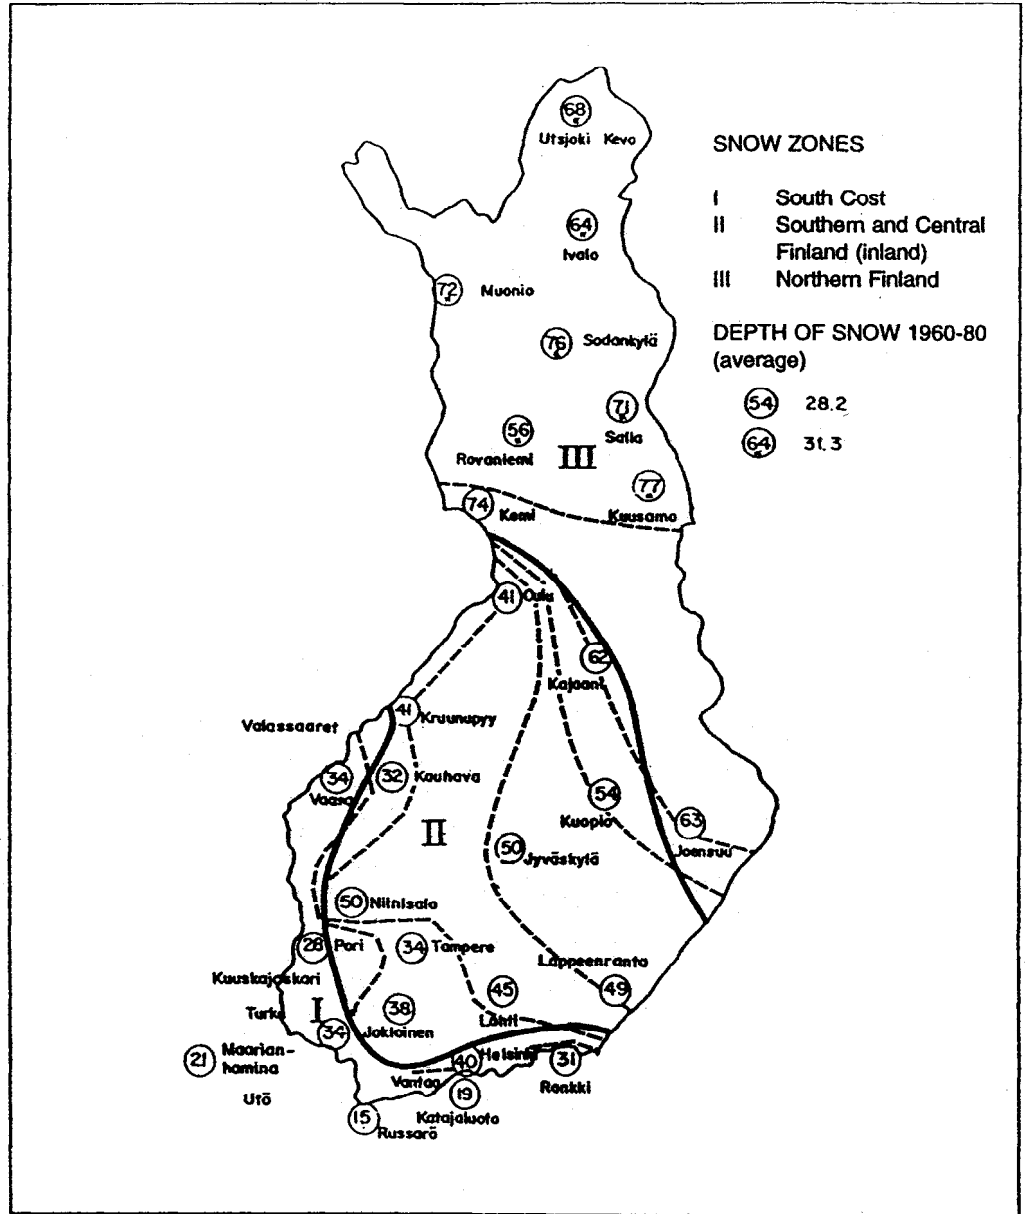 68
Utsjoki Kevo
SNOW ZONES
I South Cost
II Southern and Central
Finland (inland)
III Northern Finland
DEPTH OF SNOW 1960-80
(average)
54 28.2
64 31.3
64
Ivalo
72 Muonio
76 Sodankylä
71
Salla
56
Rovaniemi
III
77
Kuusamo
74
Kemi
41 Oulu
62
Kajaani
41 Kruunupyy
Valassaaret
34
Vaasa
32 Kauhava
54
Kuopio
63
Joensuu
II
50
Jyväskylä
50 Niinisalo
28 Pori
34 Tampere
Lappeenranta
Kuuskajaskari
49
45
Lahti
Turku
I
38
34 Jokioinen
21 Maarian-
hamina
Utö
Helsinki
40
Vantaa
31
Rankki
19
Katajaluoto
15
Russarö